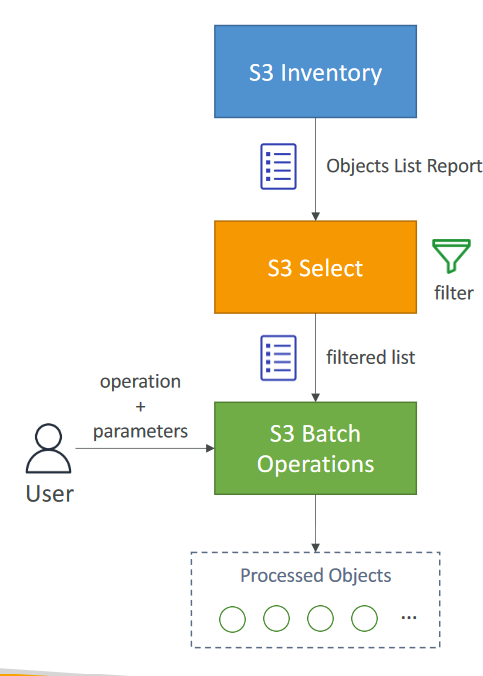 S3 Inventory
Objects List Report
S3 Select
filter
filtered list
operation
+
parameters
S3 Batch
Operations
User
Processed Objects
...